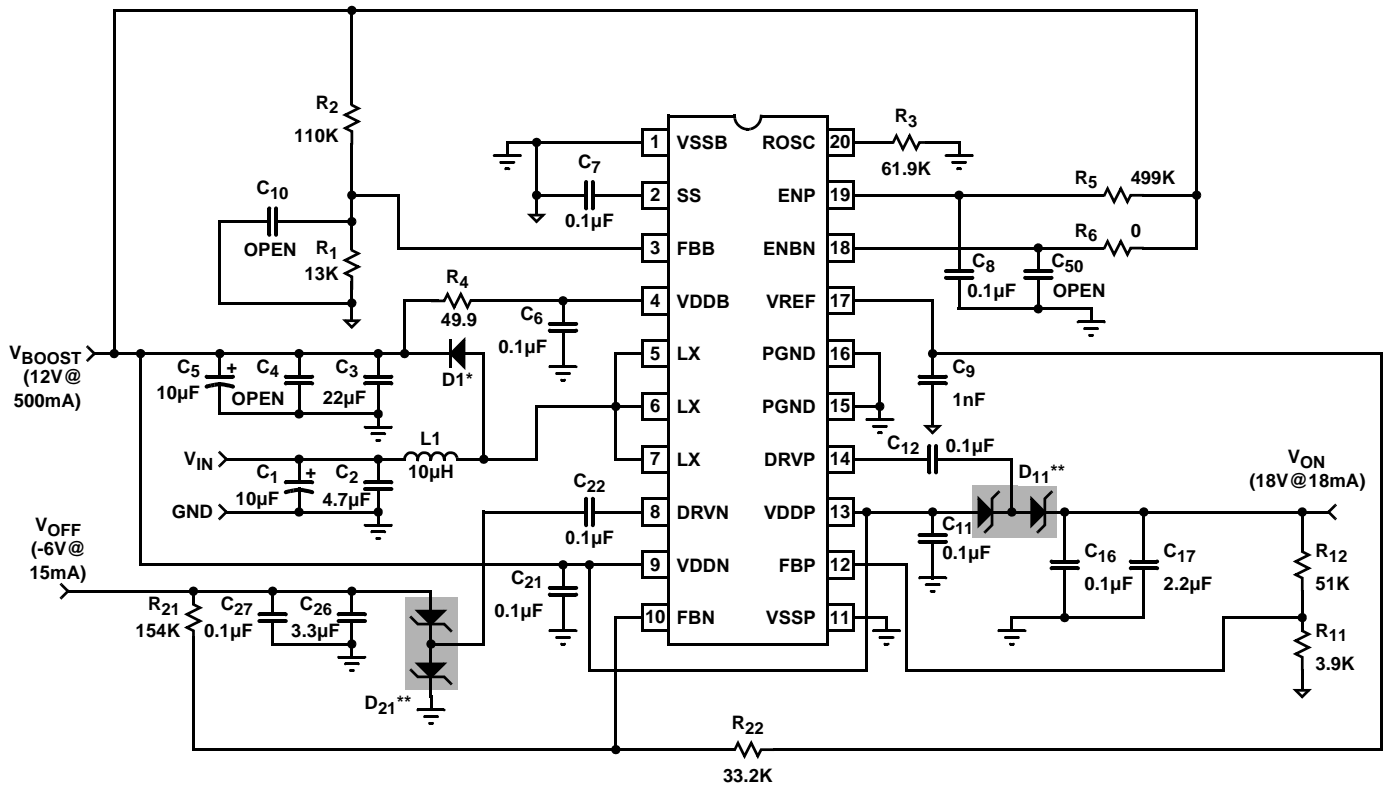 R2
110K
C10
OPEN
R1
13K
C7
0.1µF
R4
49.9
C6
0.1µF
VBOOST
(12V@
500mA)
C5
10µF
+
C4
OPEN
C3
22µF
D1*
VIN
GND
C1
10µF
+
C2
4.7µF
L1
10µH
C22
0.1µF
VOFF
(-6V@
15mA)
R21
154K
C27
0.1µF
C26
3.3µF
D21**
C21
0.1µF
1 VSSB
2 SS
3 FBB
4 VDDB
5 LX
6 LX
7 LX
8 DRVN
9 VDDN
10 FBN
ROSC 20
ENP 19
ENBN 18
VREF 17
PGND 16
PGND 15
DRVP 14
VDDP 13
FBP 12
VSSP 11
R3
61.9K
R5 499K
R6 0
C8
0.1µF
C50
OPEN
C9
1nF
C12 0.1µF
D11**
C11
0.1µF
VON
(18V@18mA)
C16
0.1µF
C17
2.2µF
R12
51K
R11
3.9K
R22
33.2K